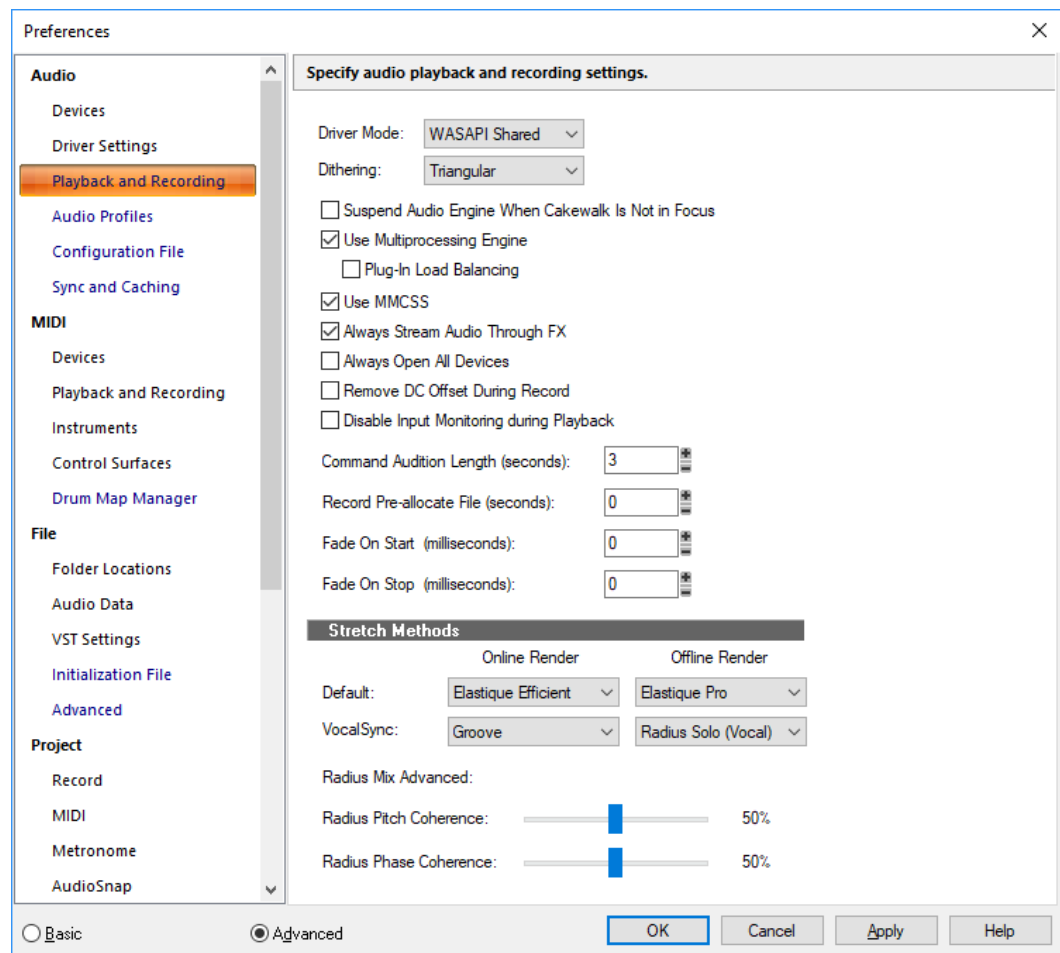 Preferences
Audio
Devices
Driver Settings
Playback and Recording
Audio Profiles
Configuration File
Sync and Caching
MIDI
Devices
Playback and Recording
Instruments
Control Surfaces
Drum Map Manager
File
Folder Locations
Audio Data
VST Settings
Initialization File
Advanced
Project
Record
MIDI
Metronome
AudioSnap
Specify audio playback and recording settings.
Driver Mode: WASAPI Shared
Dithering: Triangular
Suspend Audio Engine When Cakewalk Is Not in Focus
Use Multiprocessing Engine
Plug-In Load Balancing
Use MMCSS
Always Stream Audio Through FX
Always Open All Devices
Remove DC Offset During Record
Disable Input Monitoring during Playback
Command Audition Length (seconds): 3
Record Pre-allocate File (seconds): 0
Fade On Start (milliseconds): 0
Fade On Stop (milliseconds): 0
Stretch Methods
Online Render Offline Render
Default: Elastique Efficient Elastique Pro
VocalSync: Groove Radius Solo (Vocal)
Radius Mix Advanced:
Radius Pitch Coherence: 50%
Radius Phase Coherence: 50%
Basic Advanced OK Cancel Apply Help